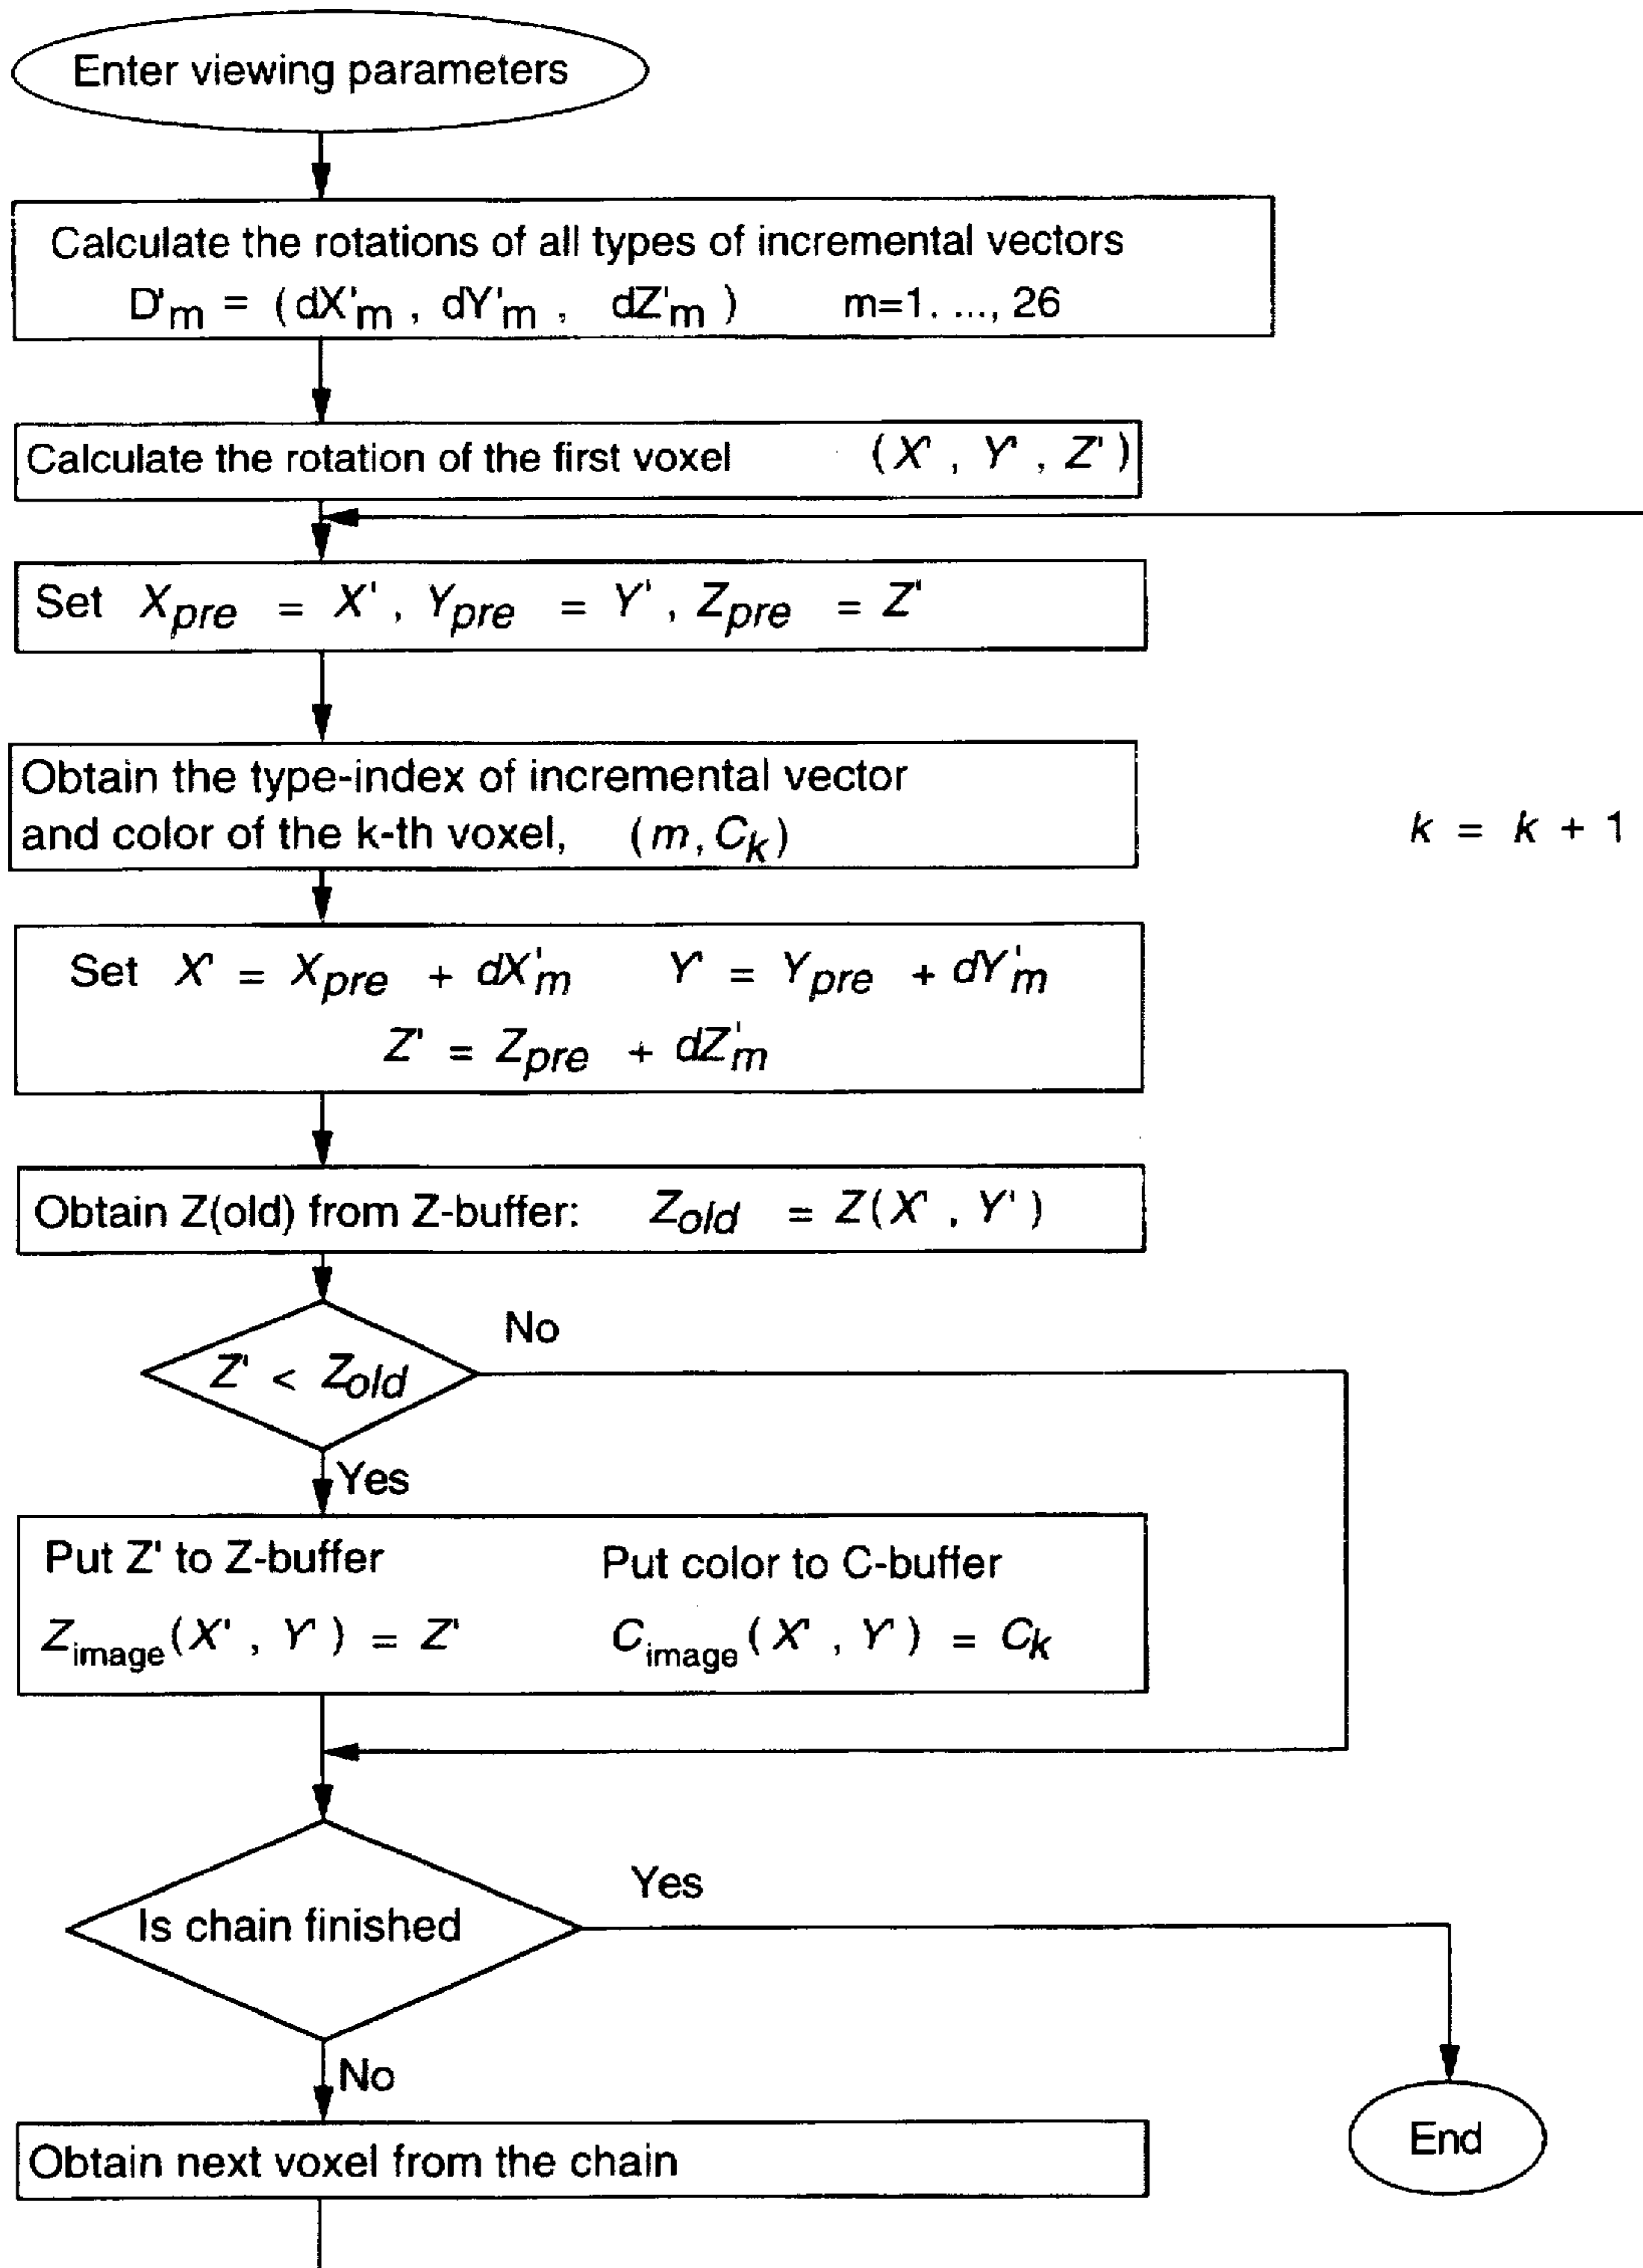 Enter viewing parameters
Calculate the rotations of all types of incremental vectors
D'm = (dX'm , dY'm , dZ'm ) m=1. ..., 26
Calculate the rotation of the first voxel (X' , Y' , Z')
Set Xpre = X' , Ypre = Y' , Zpre = Z'
Obtain the type-index of incremental vector
and color of the k-th voxel, (m, Ck)
k = k + 1
Set X' = Xpre + dX'm Y' = Ypre + dY'm
Z' = Zpre + dZ'm
Obtain Z(old) from Z-buffer: Zold = Z(X' , Y')
No
Z' < Zold
Yes
Put Z' to Z-buffer Put color to C-buffer
Zimage(X' , Y') = Z' Cimage(X' , Y') = Ck
Yes
Is chain finished
No
End
Obtain next voxel from the chain